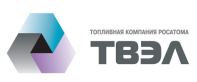 ТОПЛИВНАЯ КОМПАНИЯ РОСАТОМА
ТВЭЛ